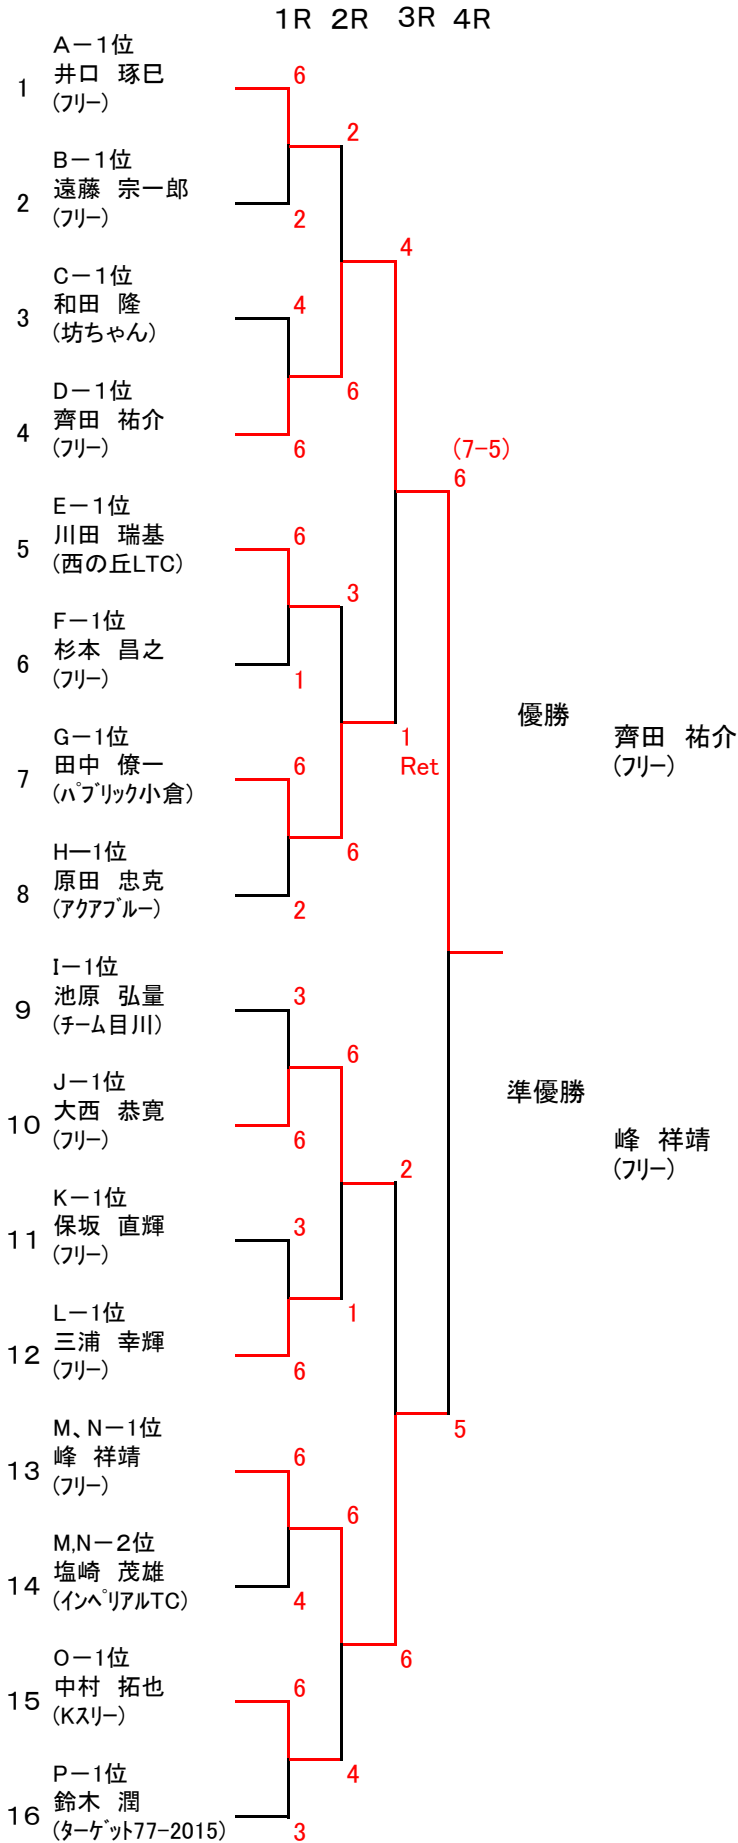 1R 2R 3R 4R
A－1位
1 井口 琢巳
(フリー)
6
2
B－1位
2 遠藤 宗一郎
(フリー)
2
4
C－1位
3 和田 隆
(坊ちゃん)
4
D－1位
4 齊田 祐介
(フリー)
6
6
(7-5)
6
E－1位
5 川田 瑞基
(西の丘LTC)
6
3
F－1位
6 杉本 昌之
(フリー)
1
優勝
齊田 祐介
(フリー)
G－1位
7 田中 僚一
(パブリック小倉)
6
1
Ret
6
H－1位
8 原田 忠克
(アクアブルー)
2
I－1位
9 池原 弘量
(チーム目川)
3
6
J－1位
10 大西 恭寛
(フリー)
6
準優勝
峰 祥靖
(フリー)
2
K－1位
11 保坂 直輝
(フリー)
3
1
L－1位
12 三浦 幸輝
(フリー)
6
5
M、N－1位
13 峰 祥靖
(フリー)
6
6
M,N－2位
14 塩崎 茂雄
(インペリアルTC)
4
6
O－1位
15 中村 拓也
(Kスリー)
6
4
P－1位
16 鈴木 潤
(ターゲット77-2015)
3